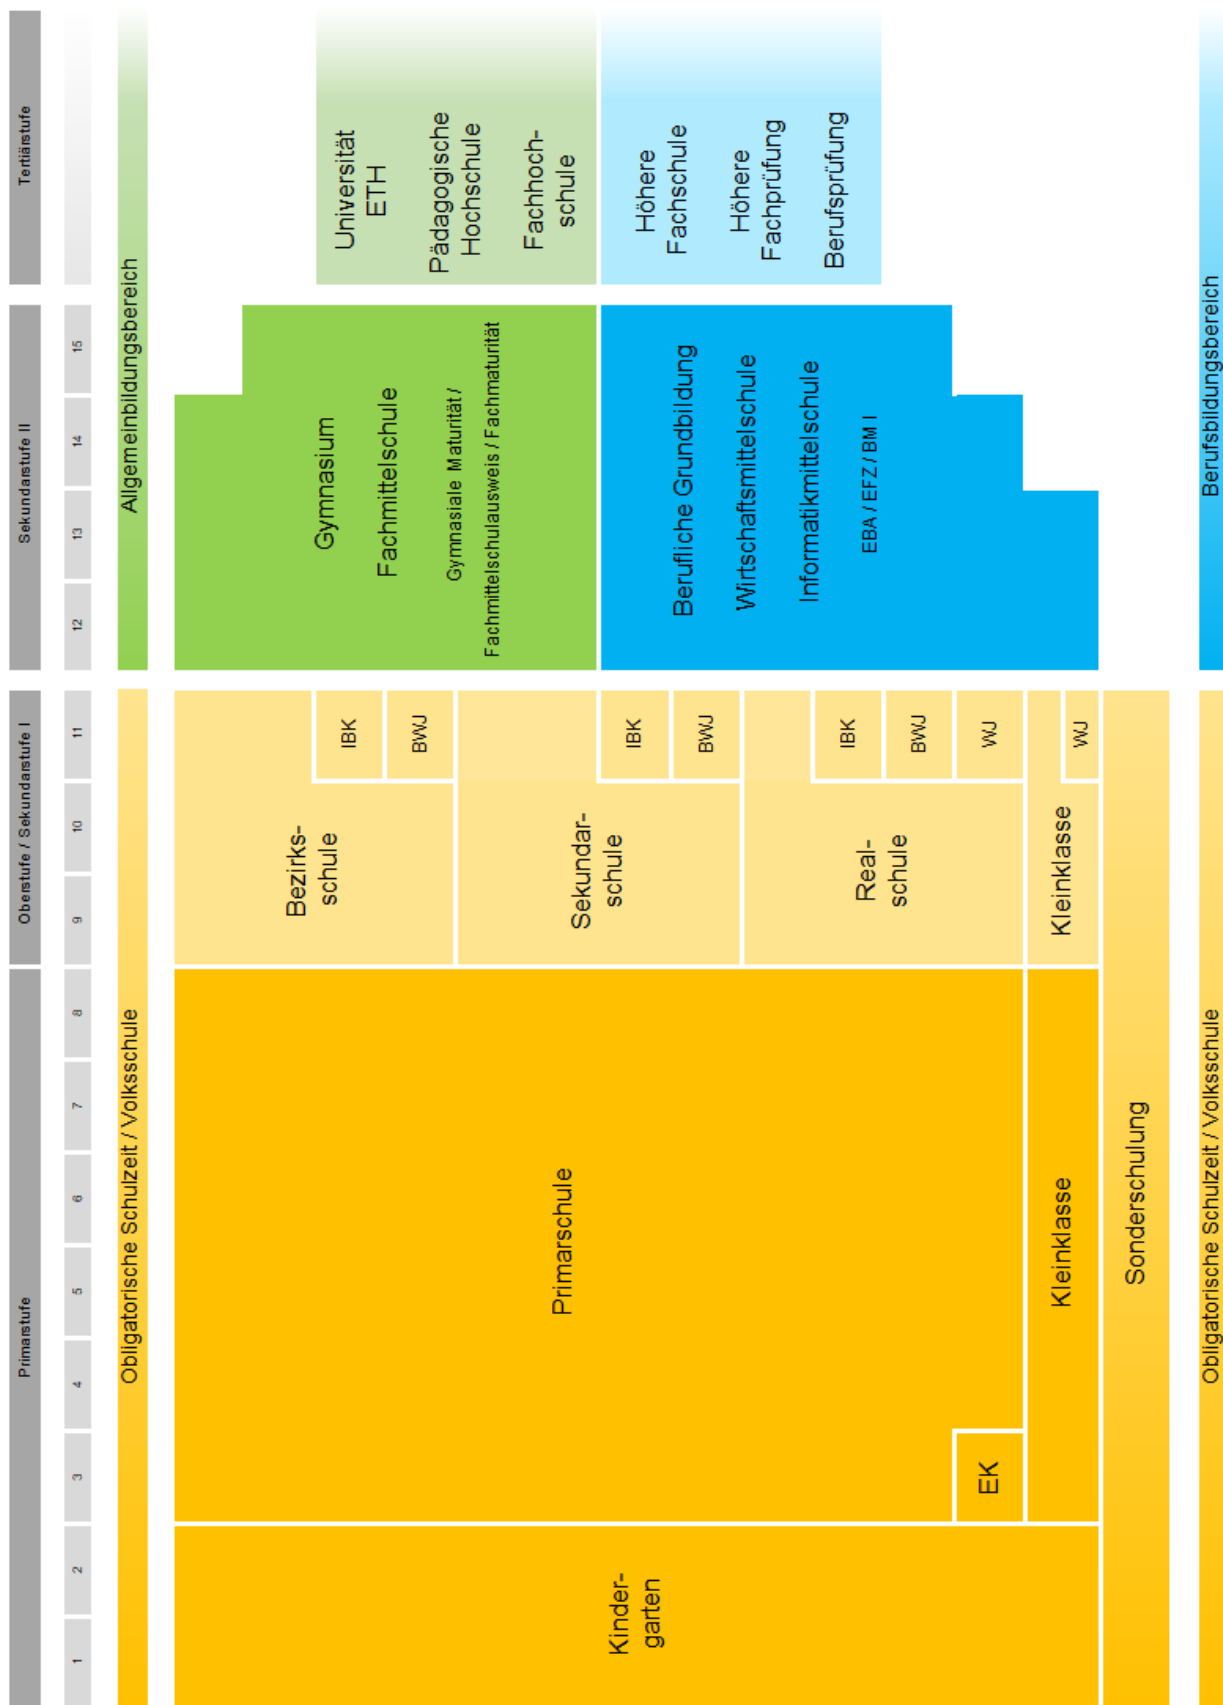 Primarstufe
Oberstufe / Sekundarstufe I
Sekundarstufe II
Tertiärstufe
1
2
3
4
5
6
7
8
9
10
11
12
13
14
15
Obligatorische Schulzeit / Volksschule
Allgemeinbildungsbereich
Kinder-
garten
Primarschule
EK
Kleinklasse
Bezirks-
schule
IBK
BWJ
Sekundar-
schule
IBK
BWJ
Real-
schule
IBK
BWJ
WJ
Kleinklasse
WJ
Sonderschulung
Gymnasium
Fachmittelschule
Gymnasiale Maturität /
Fachmittelschulausweis / Fachmaturität
Berufliche Grundbildung
Wirtschaftsmittelschule
Informatikmittelschule
EBA / EFZ / BM I
Universität
ETH
Pädagogische
Hochschule
Fachhoch-
schule
Höhere
Fachschule
Höhere
Fachprüfung
Berufsprüfung
Obligatorische Schulzeit / Volksschule
Berufsbildungsbereich